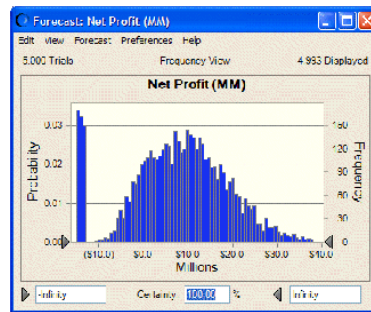 Forecast: Net Profit (MM)
Edit View Forecast Preferences Help
5,000 Trials Frequency View 4,993 Displayed
Net Profit (MM)
0.03 150
120
0.02 90
0.01 60
30
0.00 0
Probability
Frequency
($10.0) $0.0 $10.0 $20.0 $30.0 $40.0
Millions
-Infinity Certainty: 100.00 % Infinity